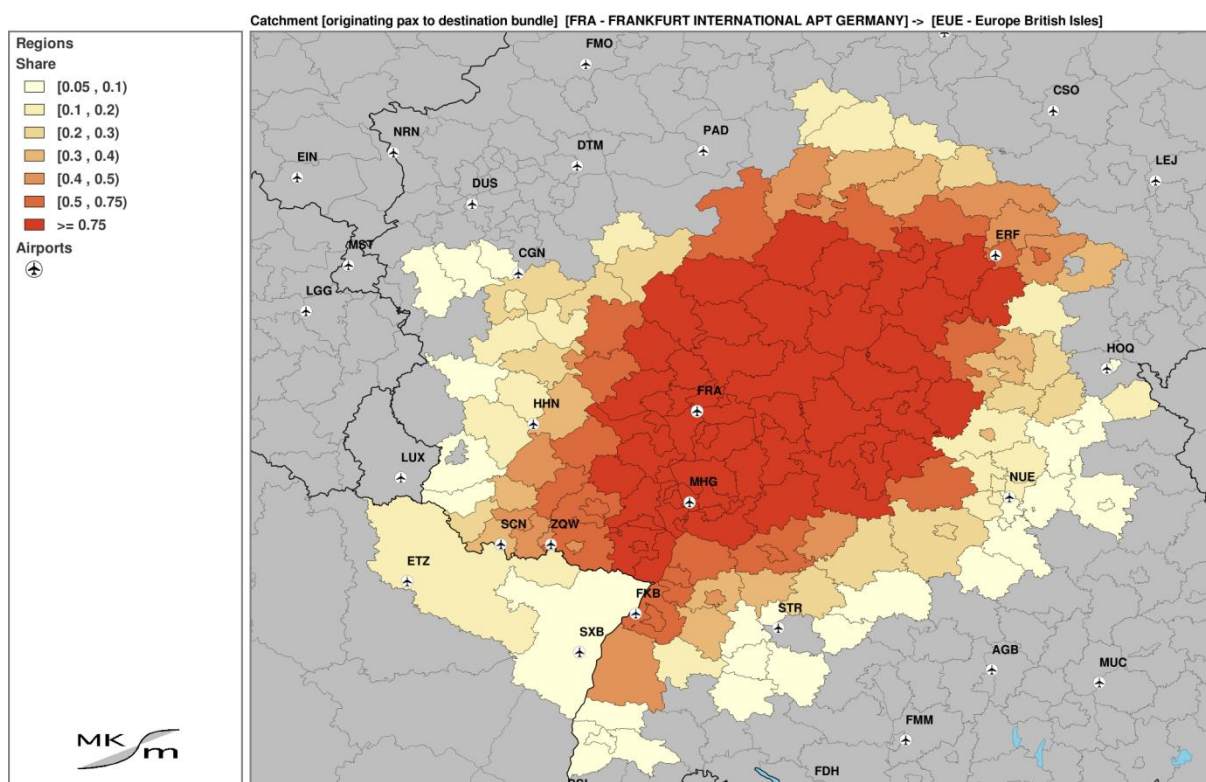 Catchment [originating pax to destination bundle] [FRA - FRANKFURT INTERNATIONAL APT GERMANY] -> [EUE - Europe British Isles]
Regions
Share
[0.05 , 0.1)
[0.1 , 0.2)
[0.2 , 0.3)
[0.3 , 0.4)
[0.4 , 0.5)
[0.5 , 0.75)
>= 0.75
Airports
FMO
CSO
NRN
DTM
PAD
EIN
LEJ
DUS
MST
CGN
ERF
LGG
HOQ
FRA
HHN
LUX
MHG
NUE
SCN
ZQW
ETZ
FKB
STR
SXB
AGB
MUC
FMM
FDH
MK
m